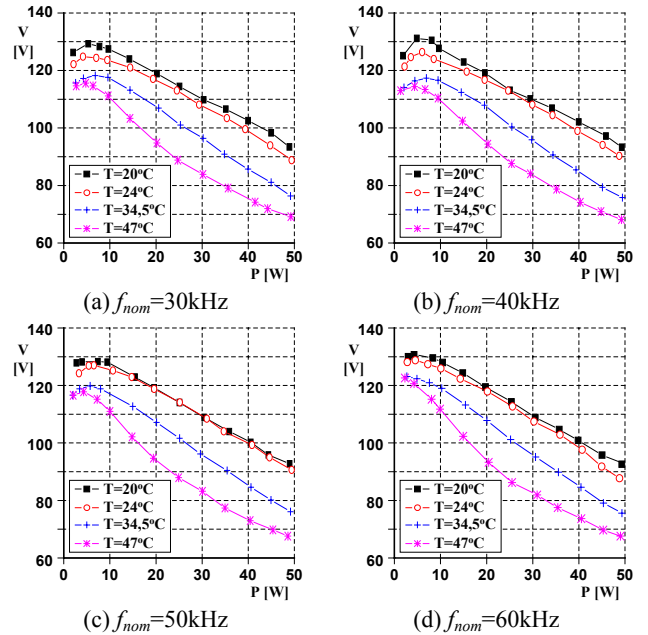 V
[V]
140
120
100
80
60
T=20°C
T=24°C
T=34,5°C
T=47°C
0 10 20 30 40 50
P [W]
(a) fnom=30kHz
V
[V]
140
120
100
80
60
T=20°C
T=24°C
T=34,5°C
T=47°C
0 10 20 30 40 50
P [W]
(b) fnom=40kHz
V
[V]
140
120
100
80
60
T=20°C
T=24°C
T=34,5°C
T=47°C
0 10 20 30 40 50
P [W]
(c) fnom=50kHz
V
[V]
140
120
100
80
60
T=20°C
T=24°C
T=34,5°C
T=47°C
0 10 20 30 40 50
P [W]
(d) fnom=60kHz